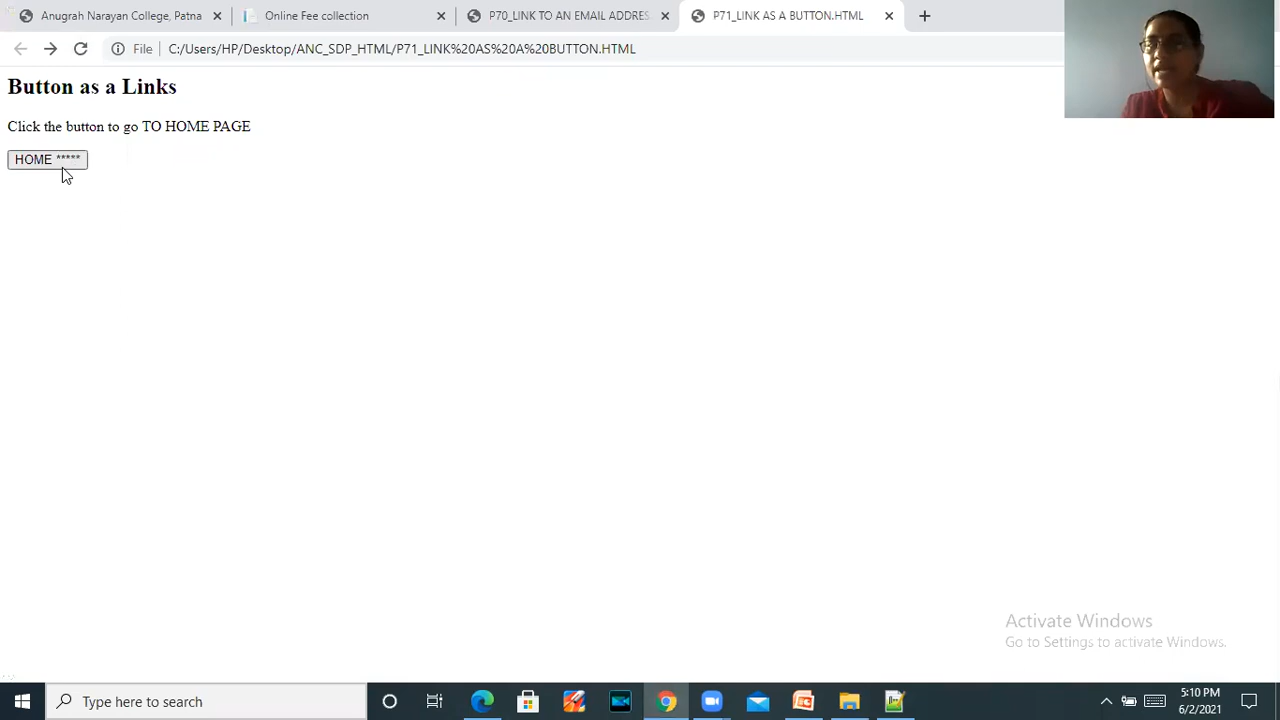 Anugrah Narayan College, Patna
Online Fee collection
P70_LINK TO AN EMAIL ADDRES
P71_LINK AS A BUTTON.HTML
File
C:/Users/HP/Desktop/ANC_SDP_HTML/P71_LINK%20AS%20A%20BUTTON.HTML
Button as a Links
Click the button to go TO HOME PAGE
HOME *****
Activate Windows
Go to Settings to activate Windows.
Type here to search
5:10 PM
6/2/2021